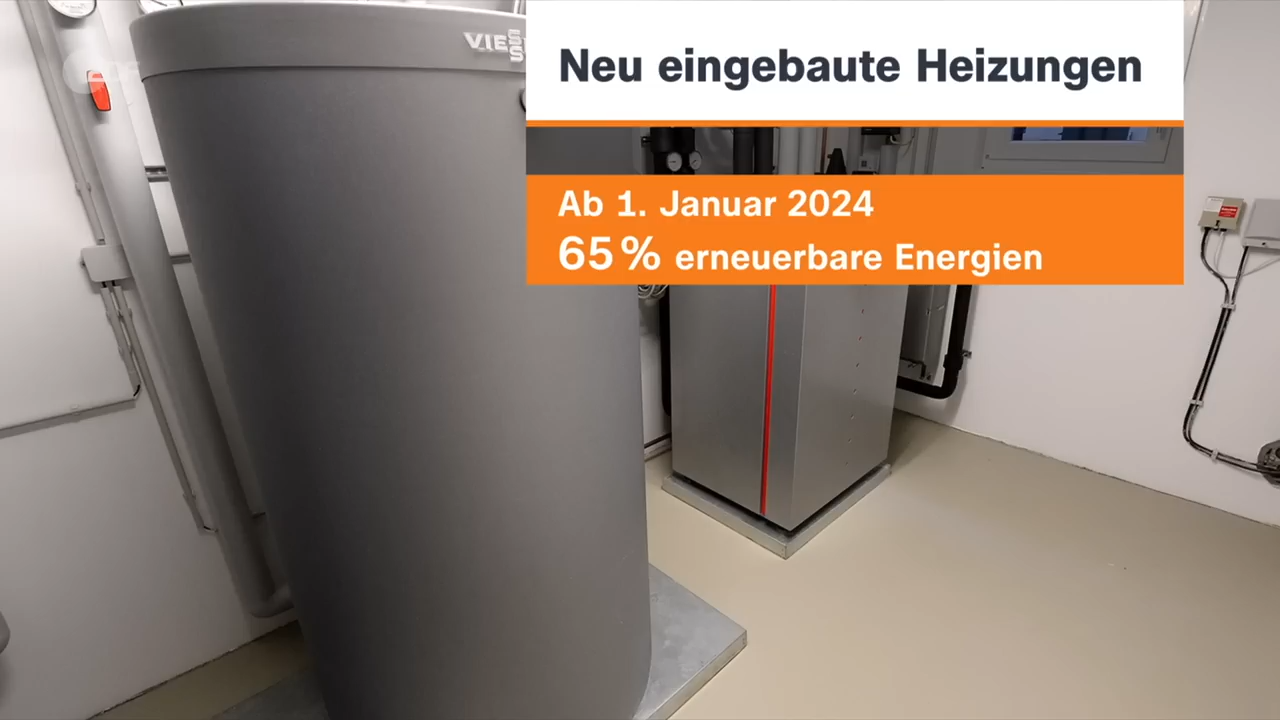 Neu eingebaute Heizungen
Ab 1. Januar 2024
65 % erneuerbare Energien